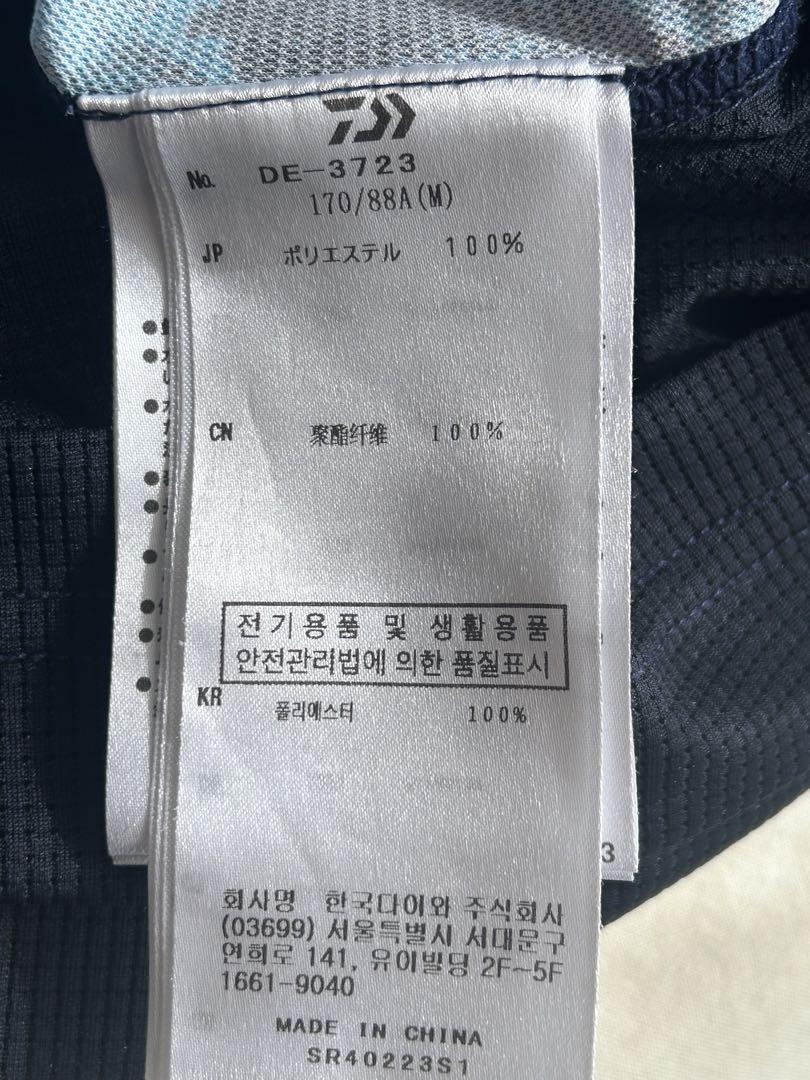 No. DE-3723
170/88A(M)
JP ポリエステル 100%
CN 聚酯纤维 100%
전기용품 및 생활용품
안전관리법에 의한 품질표시
KR 폴리에스터 100%
회사명 한국다이와 주식회사
(03699) 서울특별시 서대문구
연희로 141, 유이빌딩 2F~5F
1661-9040
MADE IN CHINA
SR40223S1
3